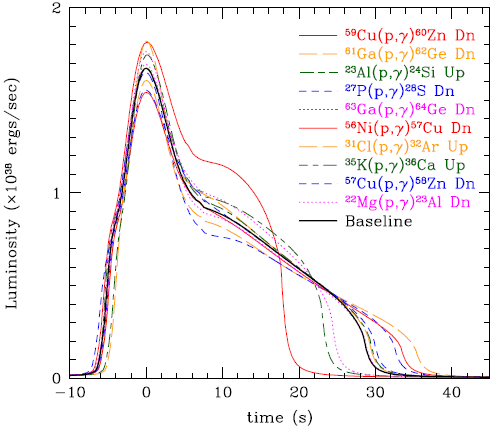 2
⁵⁹Cu(p,γ)⁶⁰Zn Dn
⁶¹Ga(p,γ)⁶²Ge Dn
²³Al(p,γ)²⁴Si Up
²⁷P(p,γ)²⁸S Dn
⁶³Ga(p,γ)⁶⁴Ge Dn
⁵⁶Ni(p,γ)⁵⁷Cu Dn
³¹Cl(p,γ)³²Ar Up
³⁵K(p,γ)³⁶Ca Up
⁵⁷Cu(p,γ)⁵⁸Zn Dn
²²Mg(p,γ)²³Al Dn
Baseline
Luminosity (×10³⁸ ergs/sec)
1
0
−10 0 10 20 30 40
time (s)